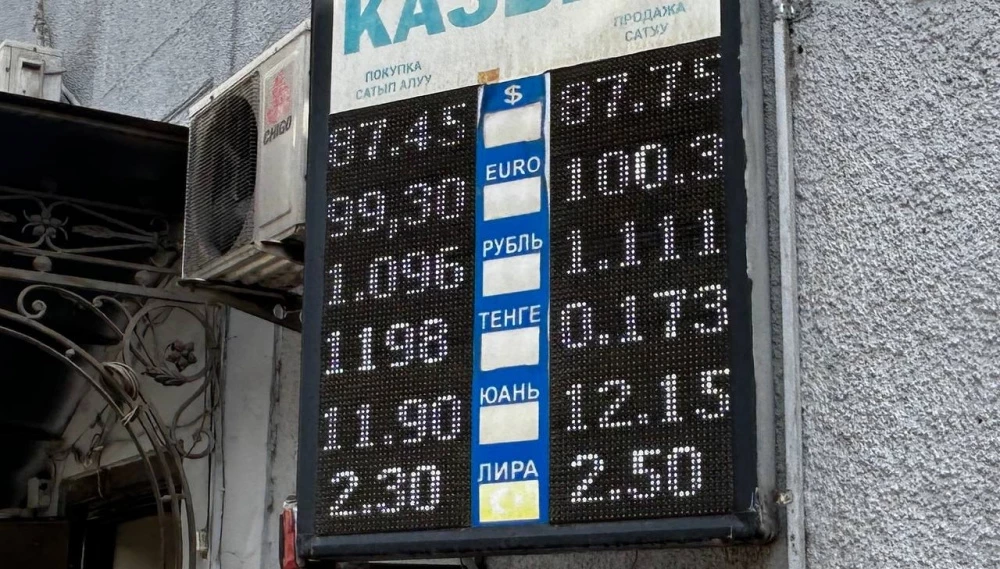 ПОКУПКА
САТЫП АЛУУ
ПРОДАЖА
САТУУ
CHIGO
87.45 $ 87.75
99,30 EURO 100.3
1.096 РУБЛЬ 1.111
1198 ТЕНГЕ 0.173
11.90 ЮАНЬ 12.15
2.30 ЛИРА 2.50